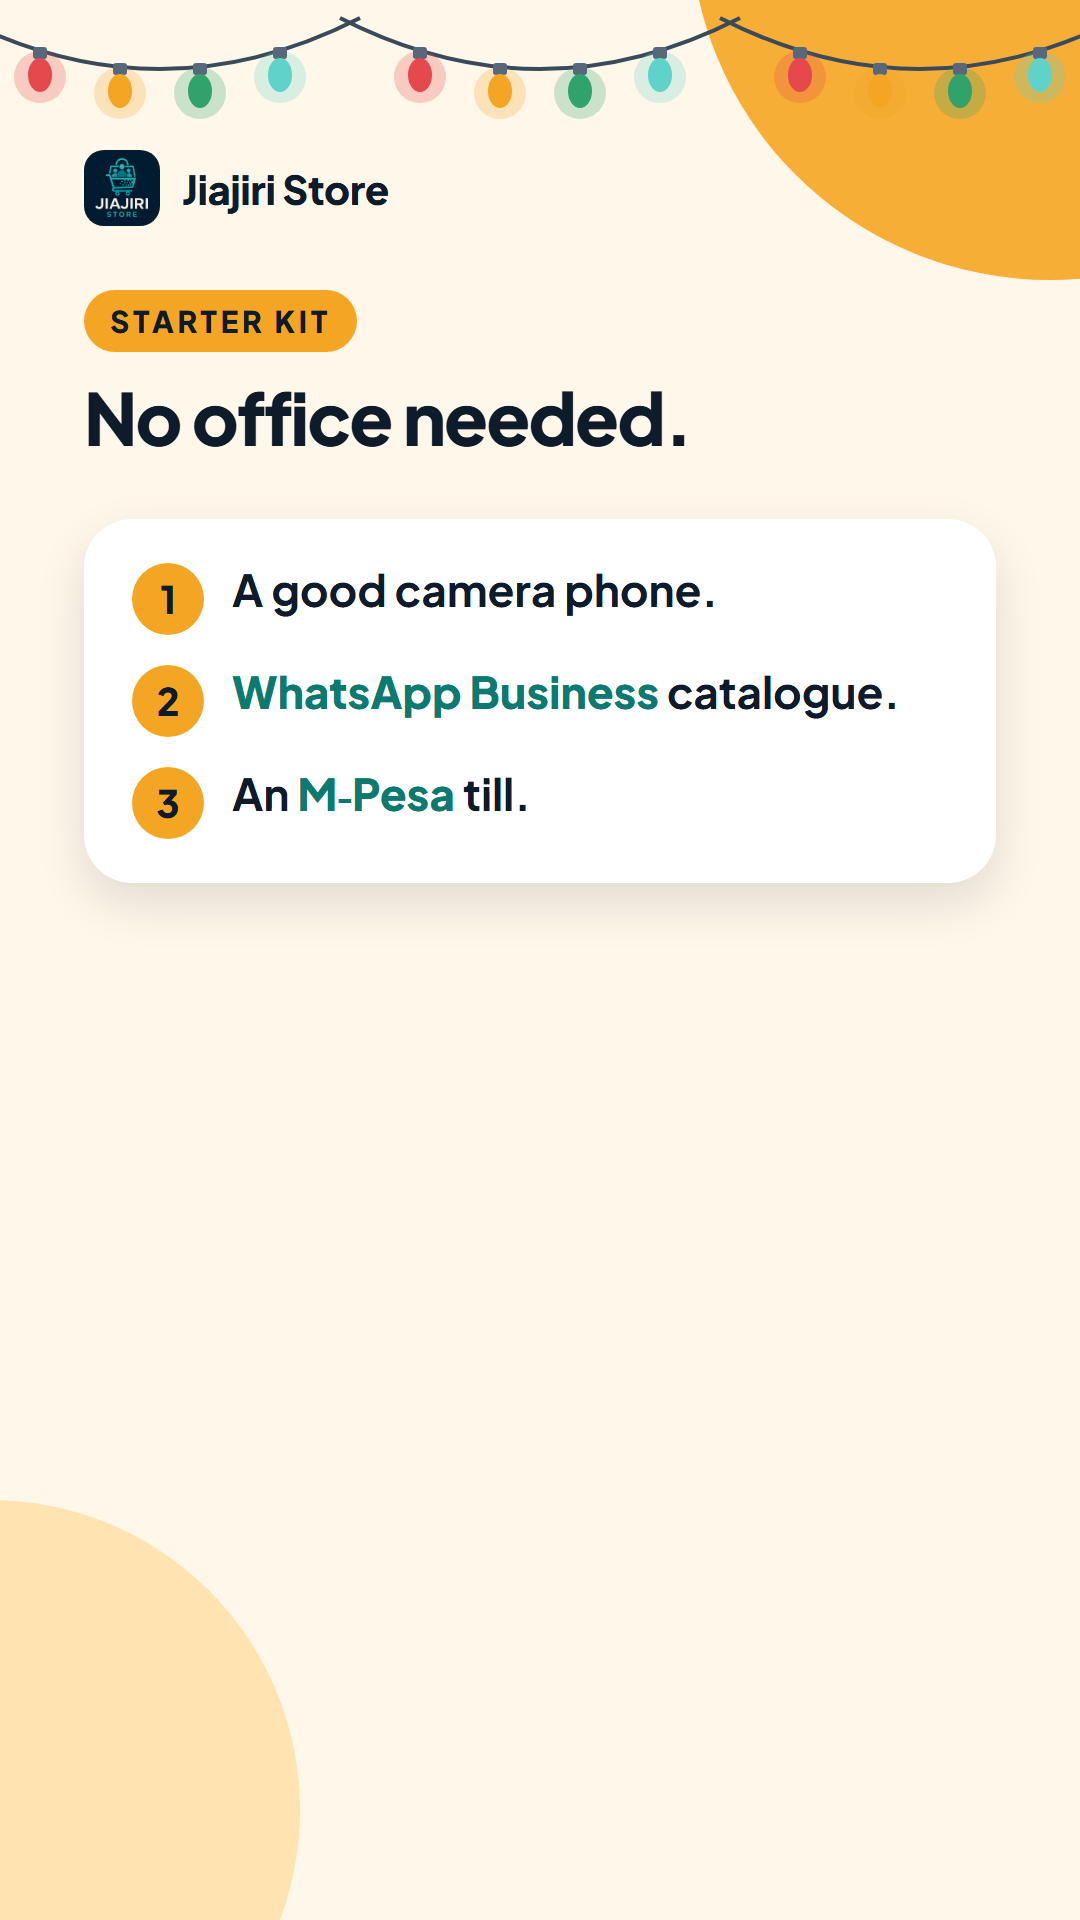 JIAJIRI
STORE
Jiajiri Store
STARTER KIT
No office needed.
1 A good camera phone.
2 WhatsApp Business catalogue.
3 An M-Pesa till.